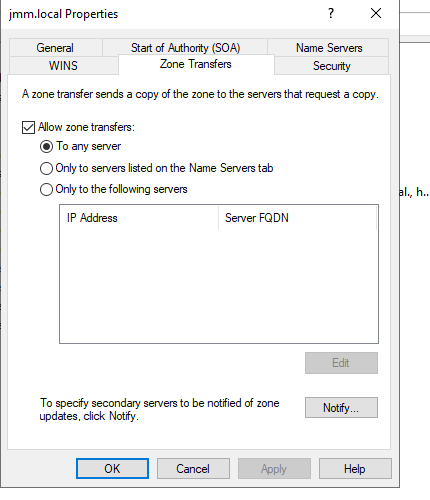 jmm.local Properties
?
General
Start of Authority (SOA)
Name Servers
WINS
Zone Transfers
Security
A zone transfer sends a copy of the zone to the servers that request a copy.
Allow zone transfers:
To any server
Only to servers listed on the Name Servers tab
Only to the following servers
al., h..
IP Address
Server FQDN
Edit
To specify secondary servers to be notified of zone
updates, click Notify.
Notify...
OK
Cancel
Apply
Help